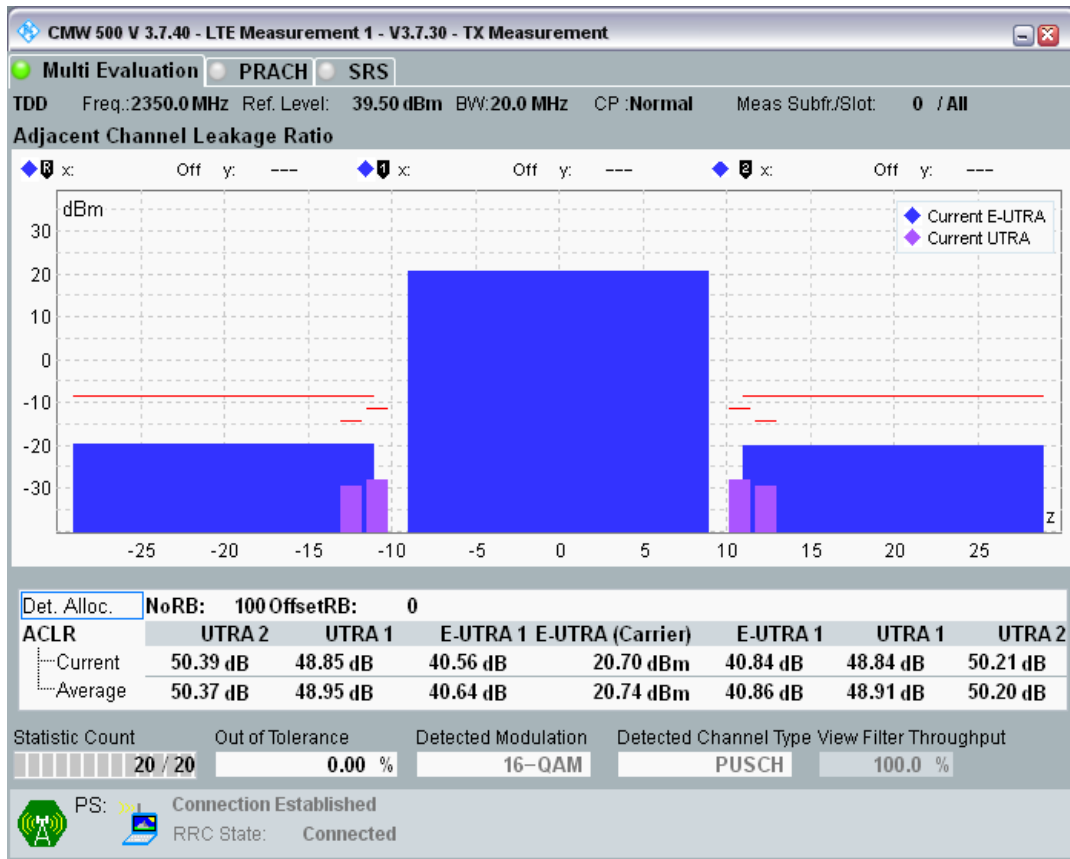 CMW 500 V 3.7.40 - LTE Measurement 1 - V3.7.30 - TX Measurement
Multi Evaluation PRACH SRS
TDD Freq.:2350.0 MHz Ref. Level: 39.50 dBm BW:20.0 MHz CP :Normal Meas Subfr./Slot: 0 / All
Adjacent Channel Leakage Ratio
R x: Off y: --- 1 x: Off y: --- 2 x: Off y: ---
dBm
Current E-UTRA
Current UTRA
30
20
10
0
-10
-20
-30
z
-25 -20 -15 -10 -5 0 5 10 15 20 25
Det. Alloc. NoRB: 100 OffsetRB: 0
ACLR UTRA 2 UTRA 1 E-UTRA 1 E-UTRA (Carrier) E-UTRA 1 UTRA 1 UTRA 2
Current 50.39 dB 48.85 dB 40.56 dB 20.70 dBm 40.84 dB 48.84 dB 50.21 dB
Average 50.37 dB 48.95 dB 40.64 dB 20.74 dBm 40.86 dB 48.91 dB 50.20 dB
Statistic Count Out of Tolerance Detected Modulation Detected Channel Type View Filter Throughput
20 / 20 0.00 % 16-QAM PUSCH 100.0 %
PS: Connection Established
RRC State: Connected